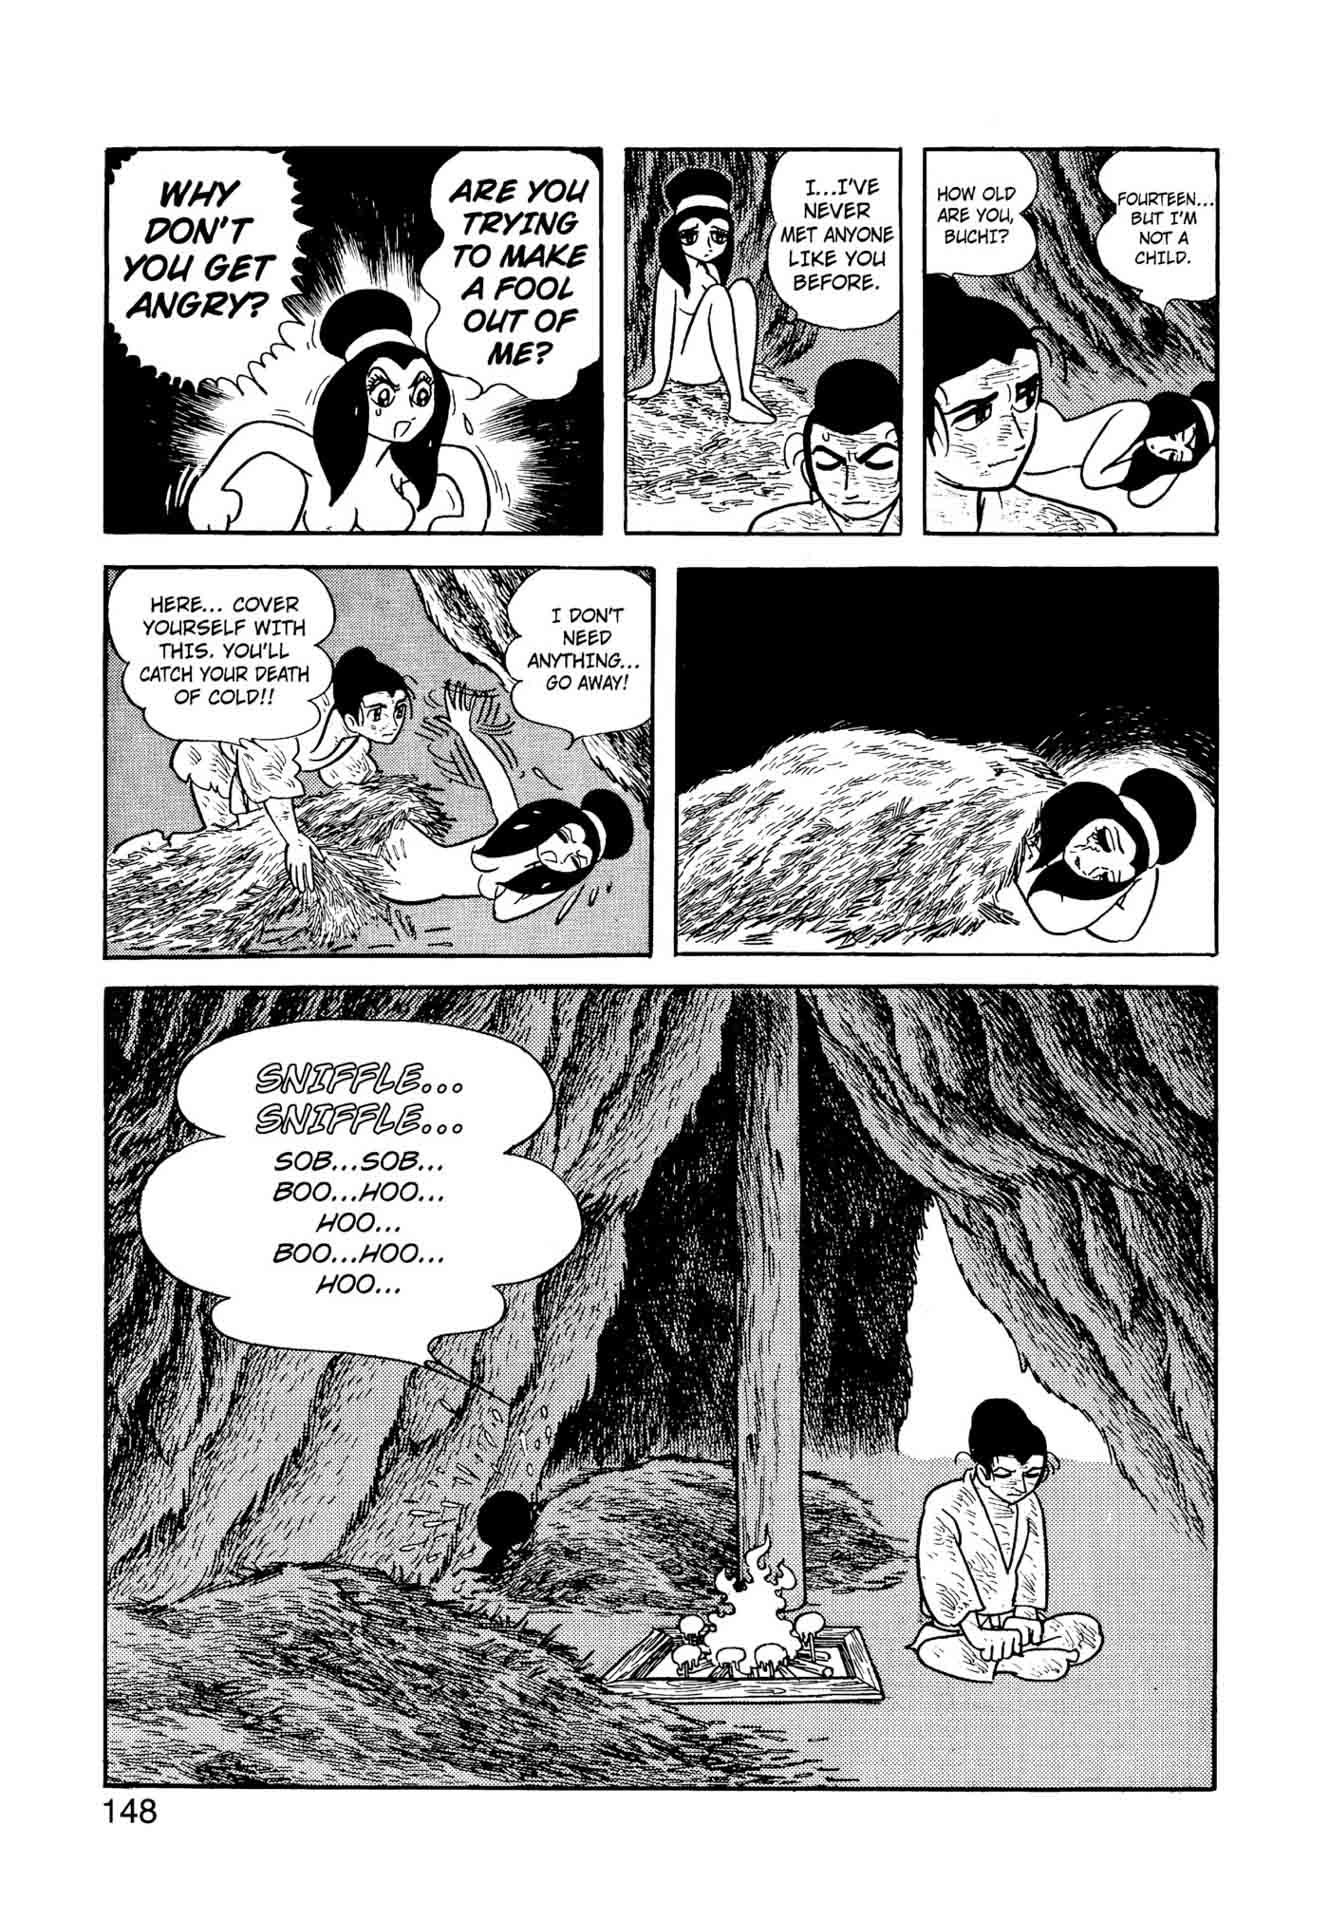 WHY
DON'T
YOU GET
ANGRY?
ARE YOU
TRYING
TO MAKE
A FOOL
OUT OF
ME?
I...I'VE
NEVER
MET ANYONE
LIKE YOU
BEFORE.
HOW OLD
ARE YOU,
BUCHI?
FOURTEEN...
BUT I'M
NOT A
CHILD.
HERE... COVER
YOURSELF WITH
THIS. YOU'LL
CATCH YOUR DEATH
OF COLD!!
I DON'T
NEED
ANYTHING...
GO AWAY!
SNIFFLE...
SNIFFLE...
SOB...SOB...
BOO...HOO...
HOO...
BOO...HOO...
HOO...
148